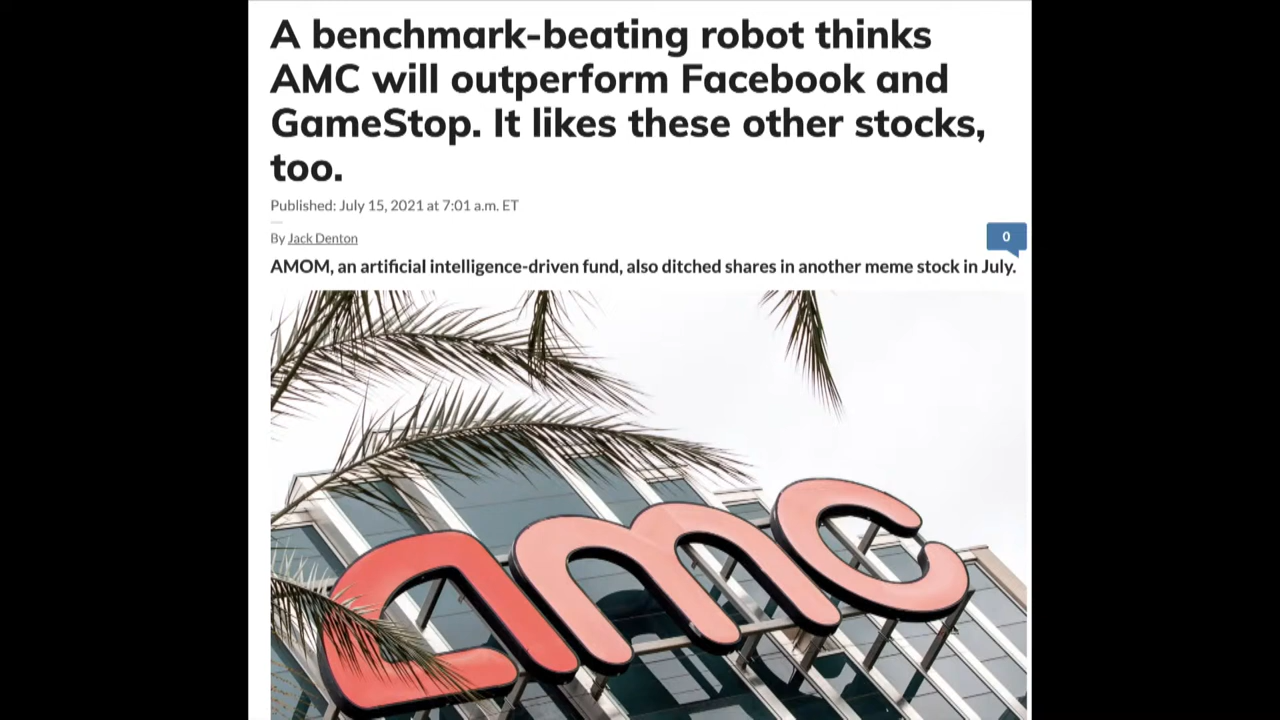 A benchmark-beating robot thinks
AMC will outperform Facebook and
GameStop. It likes these other stocks,
too.
Published: July 15, 2021 at 7:01 a.m. ET
By Jack Denton
0
AMOM, an artificial intelligence-driven fund, also ditched shares in another meme stock in July.
amc